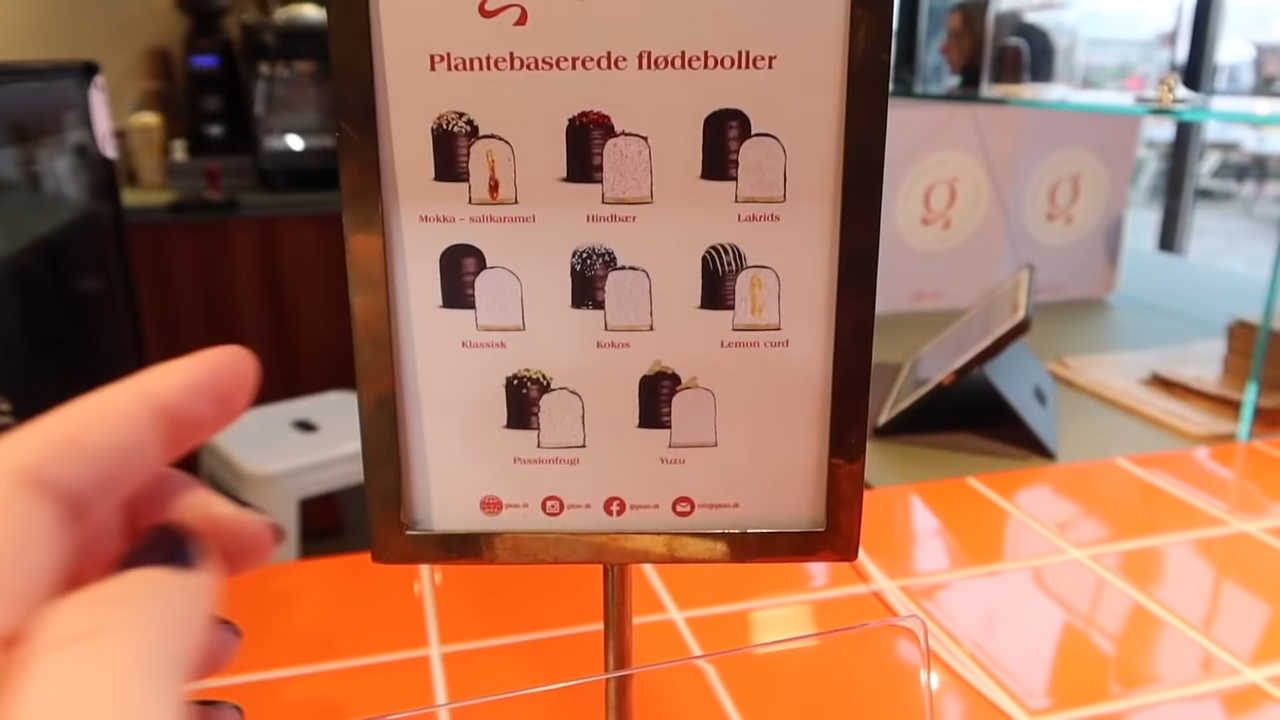 Plantebaserede flødeboller
Mokka – saltkaramel
Hindbær
Lakrids
Klassisk
Kokos
Lemon curd
Passionfrugt
Yuzu
g
g